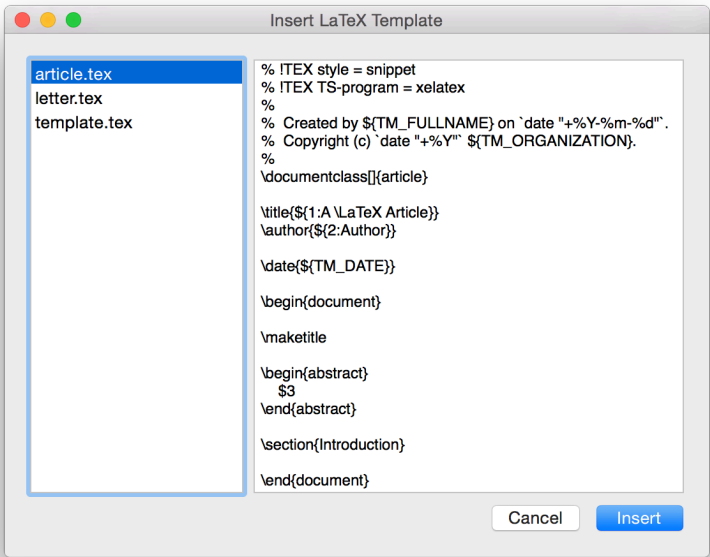 Insert LaTeX Template
article.tex
letter.tex
template.tex
% !TEX style = snippet
% !TEX TS-program = xelatex
%
%  Created by ${TM_FULLNAME} on `date "+%Y-%m-%d"`.
%  Copyright (c) `date "+%Y"` ${TM_ORGANIZATION}.
%
\documentclass[]{article}
\title{${1:A \LaTeX Article}}
\author{${2:Author}}
\date{${TM_DATE}}
\begin{document}
\maketitle
\begin{abstract}
    $3
\end{abstract}
\section{Introduction}
\end{document}
Cancel
Insert